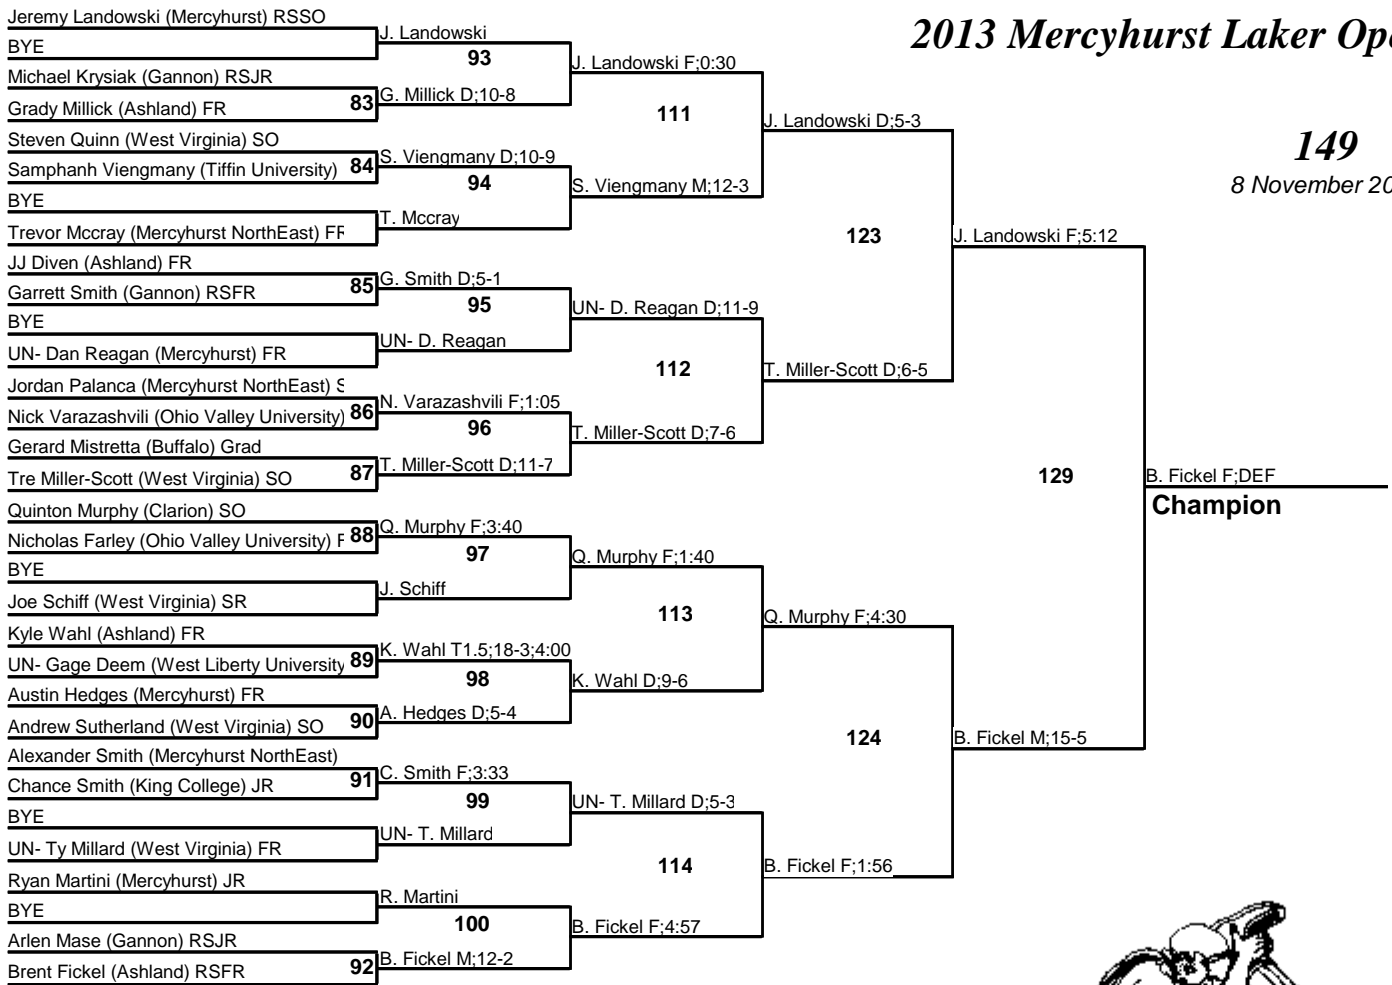 2013 Mercyhurst Laker Op
149
8 November 20
Jeremy Landowski (Mercyhurst) RSSO
BYE
Michael Krysiak (Gannon) RSJR
Grady Millick (Ashland) FR
Steven Quinn (West Virginia) SO
Samphanh Viengmany (Tiffin University)
BYE
Trevor Mccray (Mercyhurst NorthEast) FR
JJ Diven (Ashland) FR
Garrett Smith (Gannon) RSFR
BYE
UN- Dan Reagan (Mercyhurst) FR
Jordan Palanca (Mercyhurst NorthEast) S
Nick Varazashvili (Ohio Valley University)
Gerard Mistretta (Buffalo) Grad
Tre Miller-Scott (West Virginia) SO
Quinton Murphy (Clarion) SO
Nicholas Farley (Ohio Valley University) F
BYE
Joe Schiff (West Virginia) SR
Kyle Wahl (Ashland) FR
UN- Gage Deem (West Liberty University
Austin Hedges (Mercyhurst) FR
Andrew Sutherland (West Virginia) SO
Alexander Smith (Mercyhurst NorthEast)
Chance Smith (King College) JR
BYE
UN- Ty Millard (West Virginia) FR
Ryan Martini (Mercyhurst) JR
BYE
Arlen Mase (Gannon) RSJR
Brent Fickel (Ashland) RSFR
83
84
85
86
87
88
89
90
91
92
J. Landowski
93
G. Millick D;10-8
S. Viengmany D;10-9
94
T. Mccray
G. Smith D;5-1
95
UN- D. Reagan
N. Varazashvili F;1:05
96
T. Miller-Scott D;11-7
Q. Murphy F;3:40
97
J. Schiff
K. Wahl T1.5;18-3;4:00
98
A. Hedges D;5-4
C. Smith F;3:33
99
UN- T. Millard
R. Martini
100
B. Fickel M;12-2
J. Landowski F;0:30
111
S. Viengmany M;12-3
UN- D. Reagan D;11-9
112
T. Miller-Scott D;7-6
Q. Murphy F;1:40
113
K. Wahl D;9-6
UN- T. Millard D;5-3
114
B. Fickel F;4:57
J. Landowski D;5-3
123
T. Miller-Scott D;6-5
Q. Murphy F;4:30
124
B. Fickel F;1:56
J. Landowski F;5:12
129
B. Fickel M;15-5
B. Fickel F;DEF
Champion